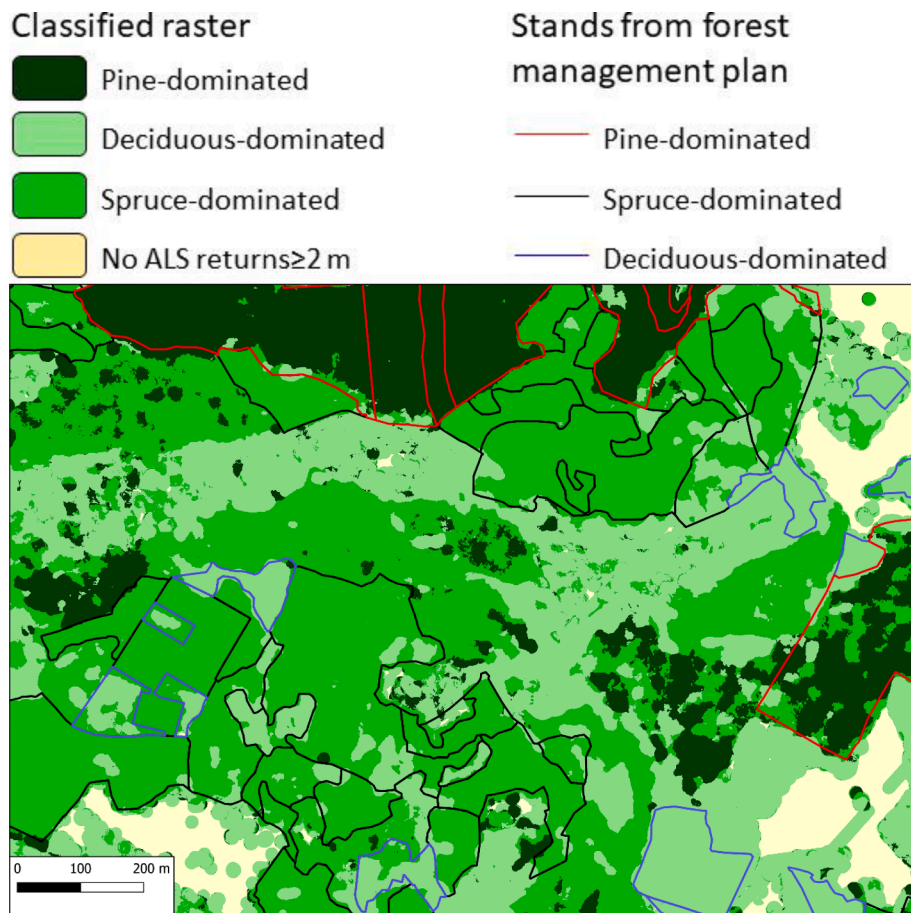 Classified raster
Pine-dominated
Deciduous-dominated
Spruce-dominated
No ALS returns≥2 m
Stands from forest
management plan
Pine-dominated
Spruce-dominated
Deciduous-dominated
0 100 200 m